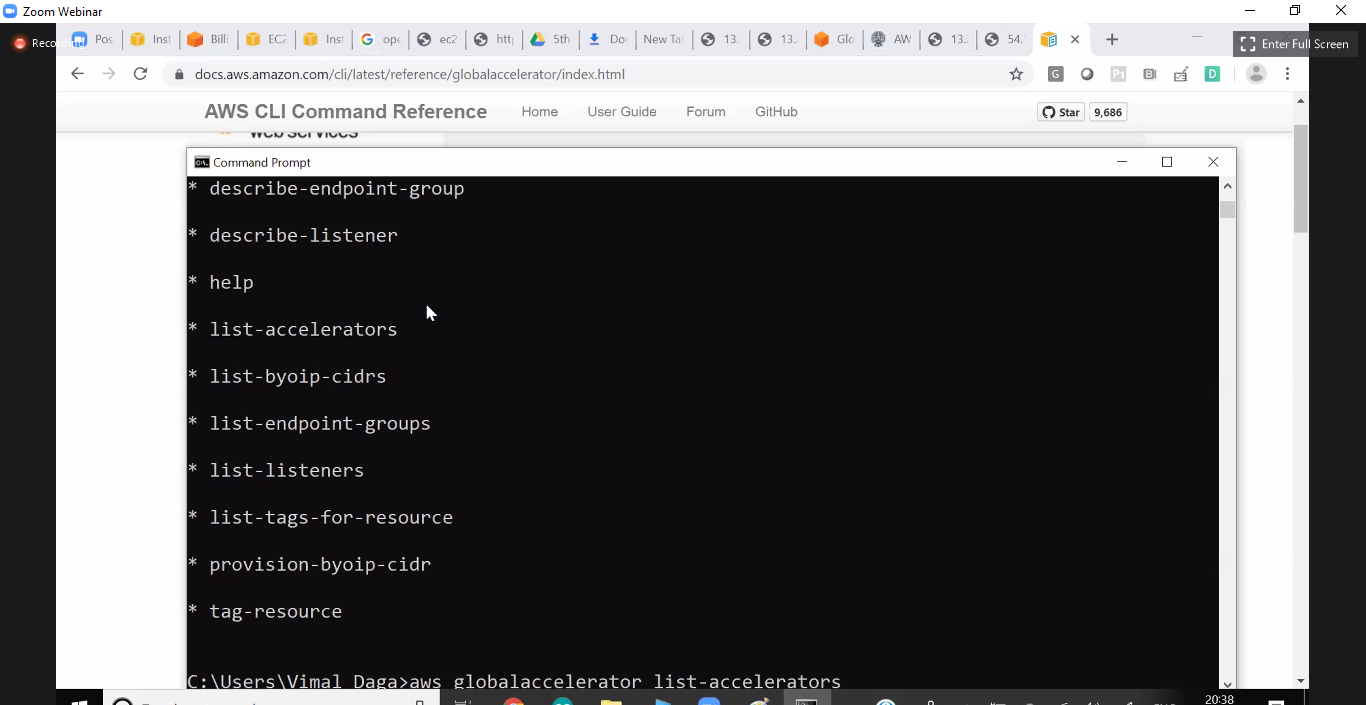 Zoom Webinar
Recording
Pos
Inst
Billi
EC2
Inst
ope
ec2
http
5th
Do
New Tab
13.
13.
Glo
AW
13.
54.
Enter Full Screen
docs.aws.amazon.com/cli/latest/reference/globalaccelerator/index.html
AWS CLI Command Reference
Home
User Guide
Forum
GitHub
Star
9,686
web services
Command Prompt
* describe-endpoint-group
* describe-listener
* help
* list-accelerators
* list-byoip-cidrs
* list-endpoint-groups
* list-listeners
* list-tags-for-resource
* provision-byoip-cidr
* tag-resource
C:\Users\Vimal Daga>aws globalaccelerator list-accelerators
20:38